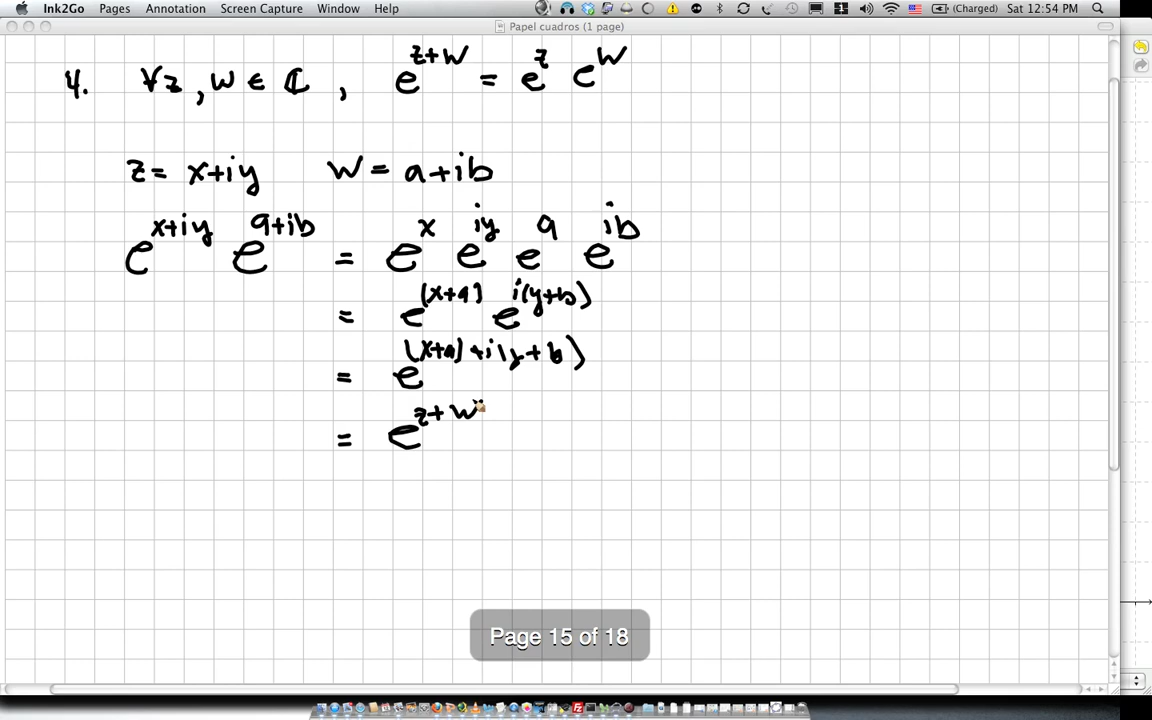 Ink2Go Pages Annotation Screen Capture Window Help (Charged) Sat 12:54 PM
Papel cuadros (1 page)
4. ∀z, w ∈ ℂ, e^{z+w} = e^z e^w
z = x+iy w = a+ib
e^{x+iy} e^{a+ib} = e^x e^{iy} e^a e^{ib}
= e^{(x+a)} e^{i(y+b)}
= e^{(x+a)+i(y+b)}
= e^{z+w}
Page 15 of 18